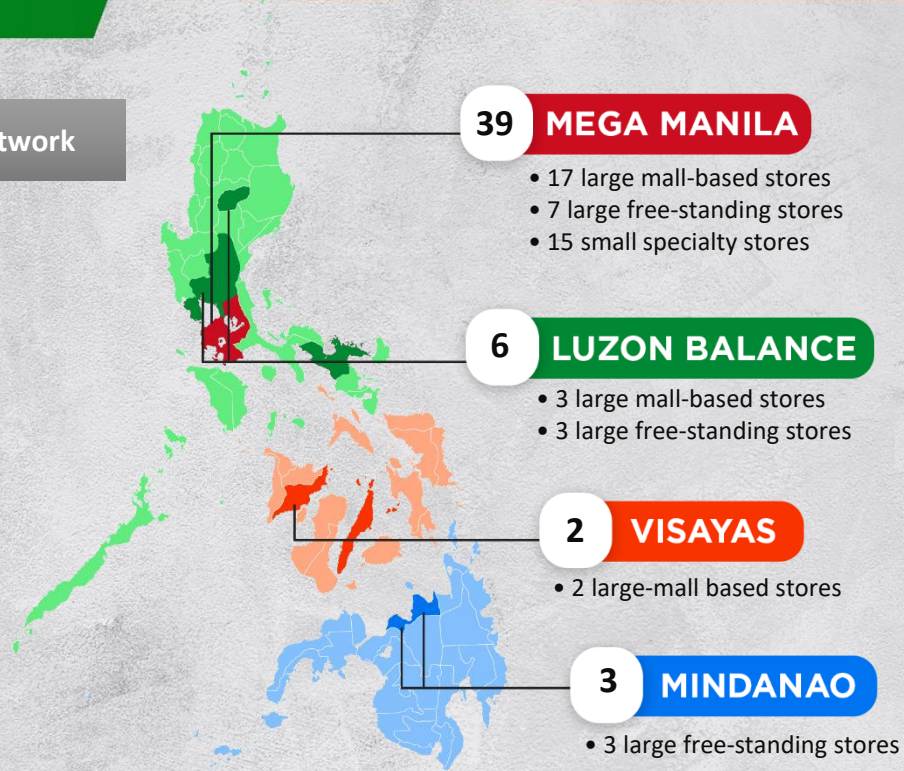 twork
39 MEGA MANILA
• 17 large mall-based stores
• 7 large free-standing stores
• 15 small specialty stores
6 LUZON BALANCE
• 3 large mall-based stores
• 3 large free-standing stores
2 VISAYAS
• 2 large-mall based stores
3 MINDANAO
• 3 large free-standing stores